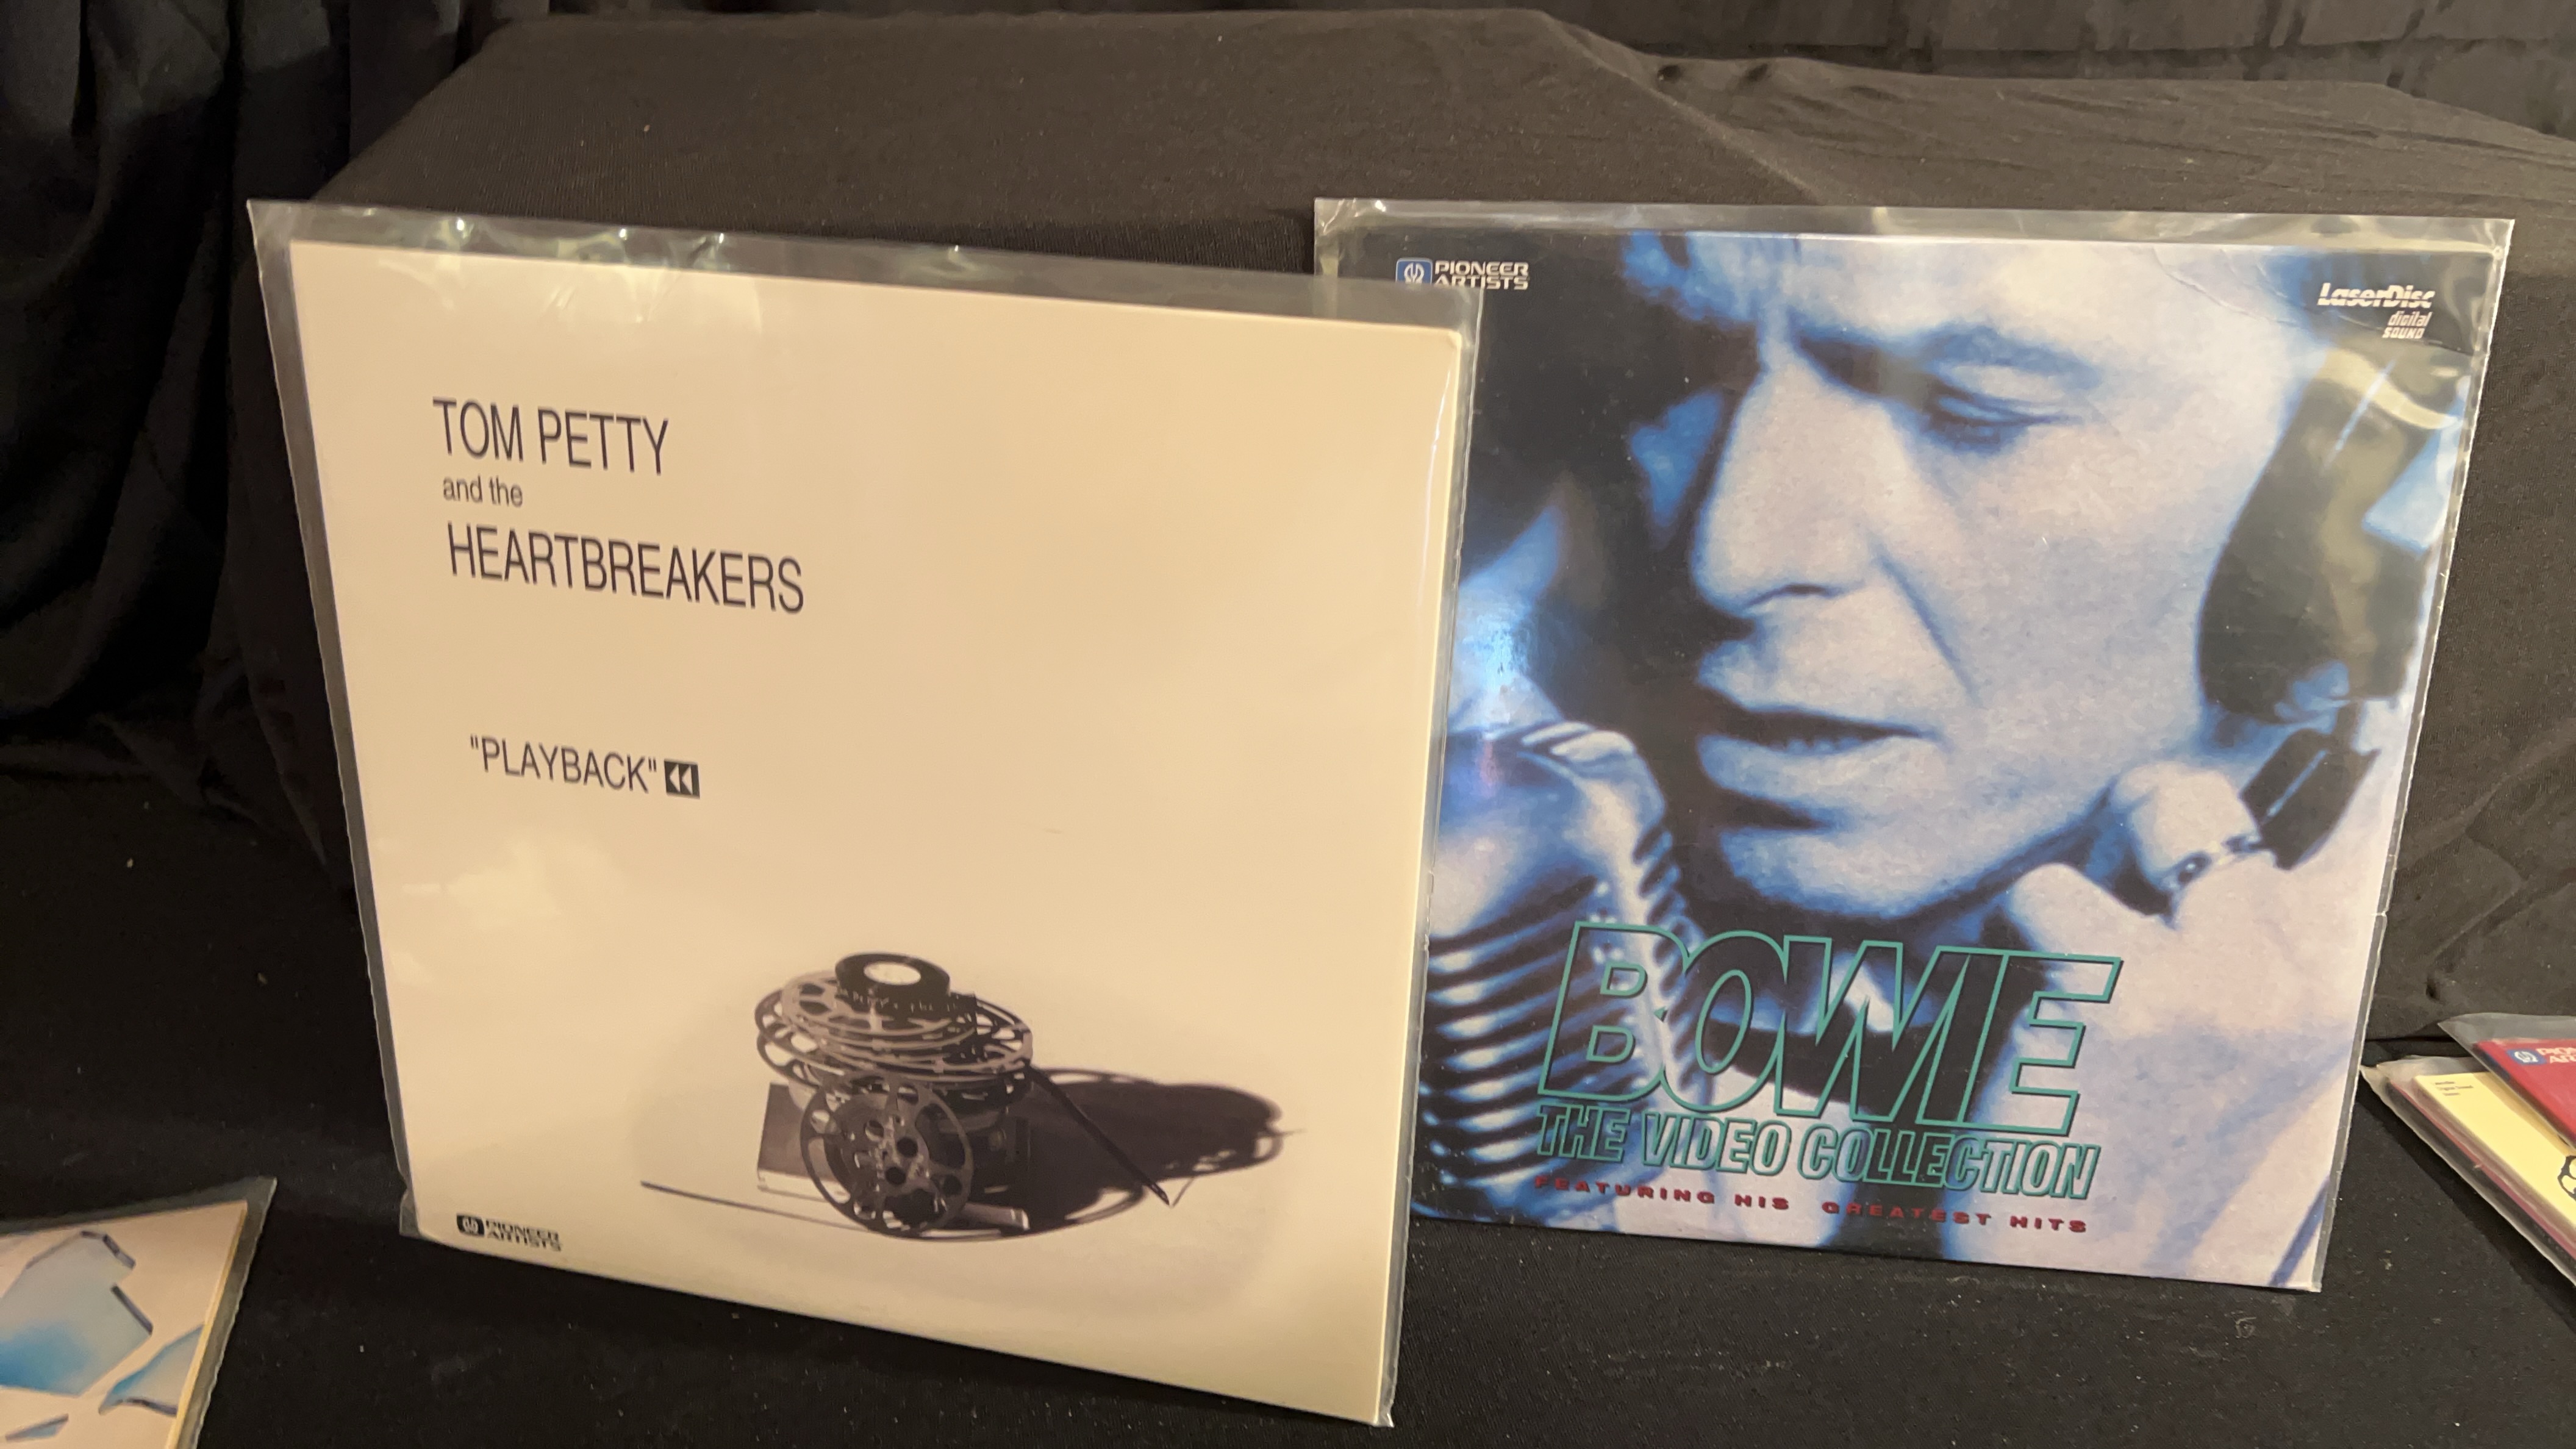 TOM PETTY
and the
HEARTBREAKERS
"PLAYBACK"
PIONEER
ARTISTS
PIONEER
ARTISTS
LaserDisc
digital
SOUND
BOWIE
THE VIDEO COLLECTION
FEATURING HIS GREATEST HITS